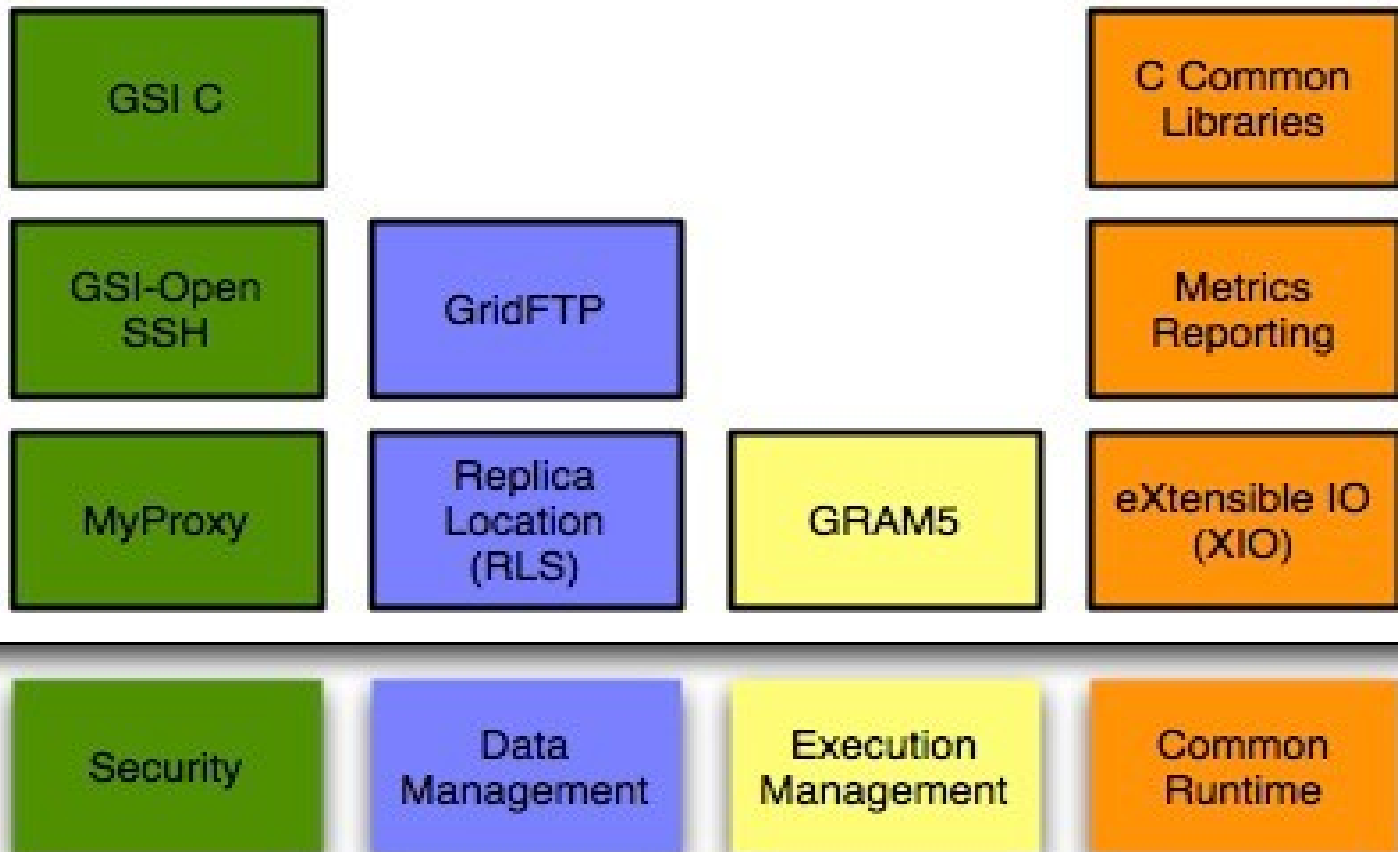 GSI C
C Common
Libraries
GSI-Open
SSH
GridFTP
Metrics
Reporting
MyProxy
Replica
Location
(RLS)
GRAM5
eXtensible IO
(XIO)
Security
Data
Management
Execution
Management
Common
Runtime